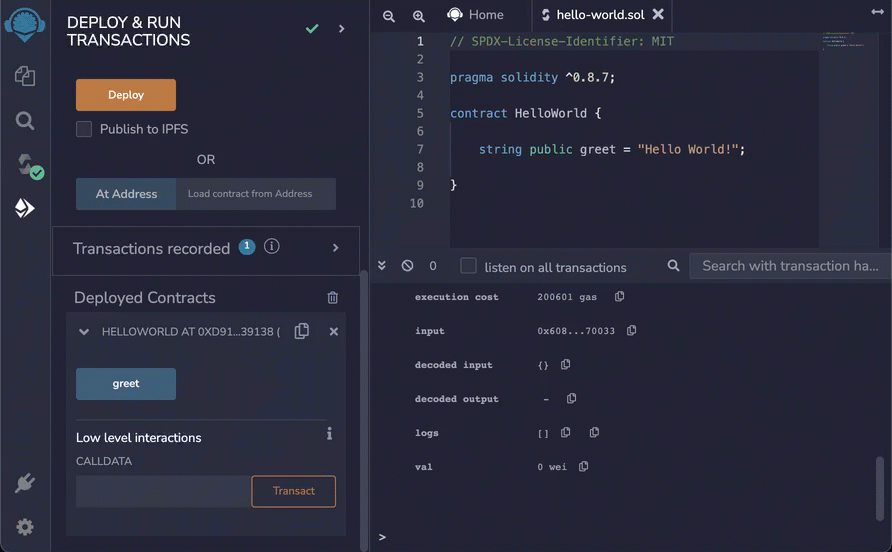 DEPLOY & RUN
TRANSACTIONS
Deploy
Publish to IPFS
OR
At Address
Load contract from Address
Transactions recorded 1
Deployed Contracts
HELLOWORLD AT 0XD91...39138 (
greet
Low level interactions
CALLDATA
Transact
Home
hello-world.sol
1 // SPDX-License-Identifier: MIT
2
3 pragma solidity ^0.8.7;
4
5 contract HelloWorld {
6
7 string public greet = "Hello World!";
8
9 }
10
0
listen on all transactions
Search with transaction ha...
execution cost 200601 gas
input 0x608...70033
decoded input {}
decoded output -
logs []
val 0 wei
>